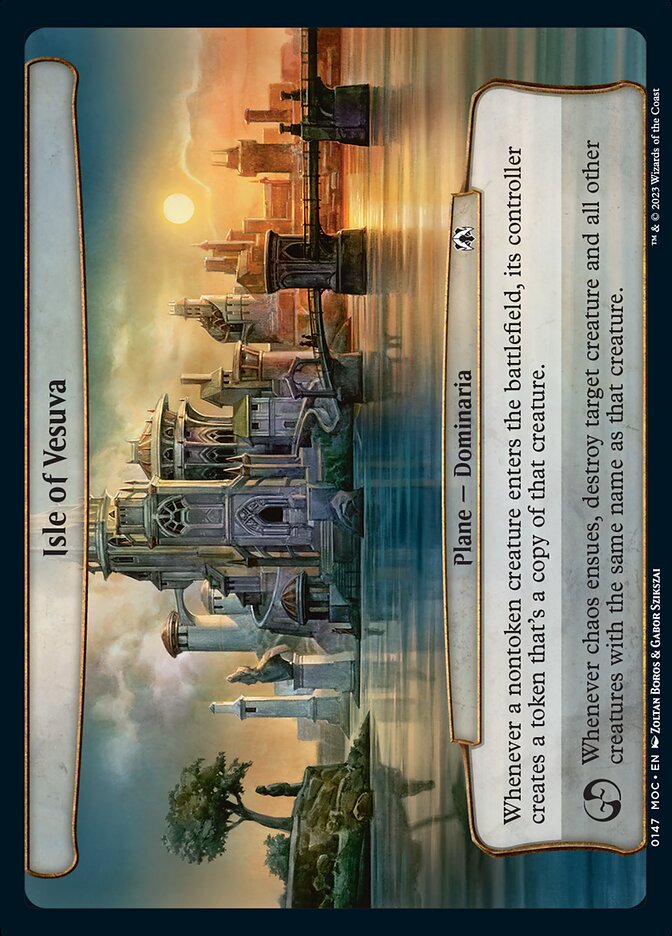 Isle of Vesuva
Plane — Dominaria
Whenever a nontoken creature enters the battlefield, its controller
creates a token that's a copy of that creature.
Whenever chaos ensues, destroy target creature and all other
creatures with the same name as that creature.
0147 MOC • EN ZOLTAN BOROS & GABOR SZIKSZAI
™ & © 2023 Wizards of the Coast